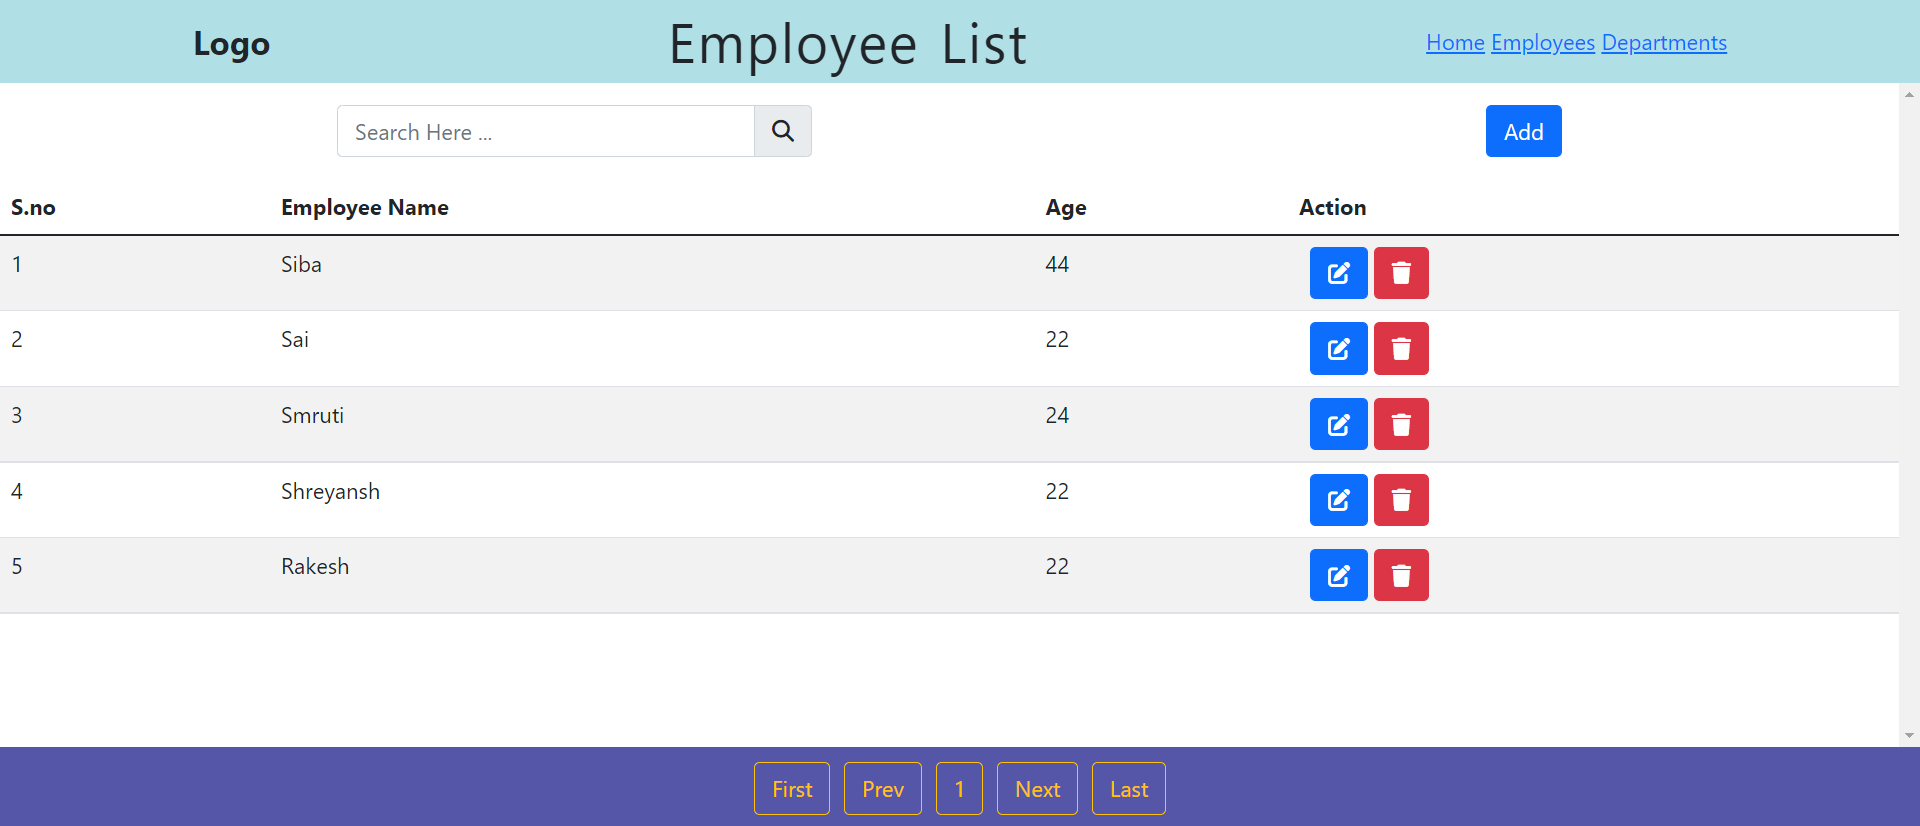 Logo Employee List Home Employees Departments
Search Here ... Add
S.no Employee Name Age Action
1 Siba 44
2 Sai 22
3 Smruti 24
4 Shreyansh 22
5 Rakesh 22
First Prev 1 Next Last